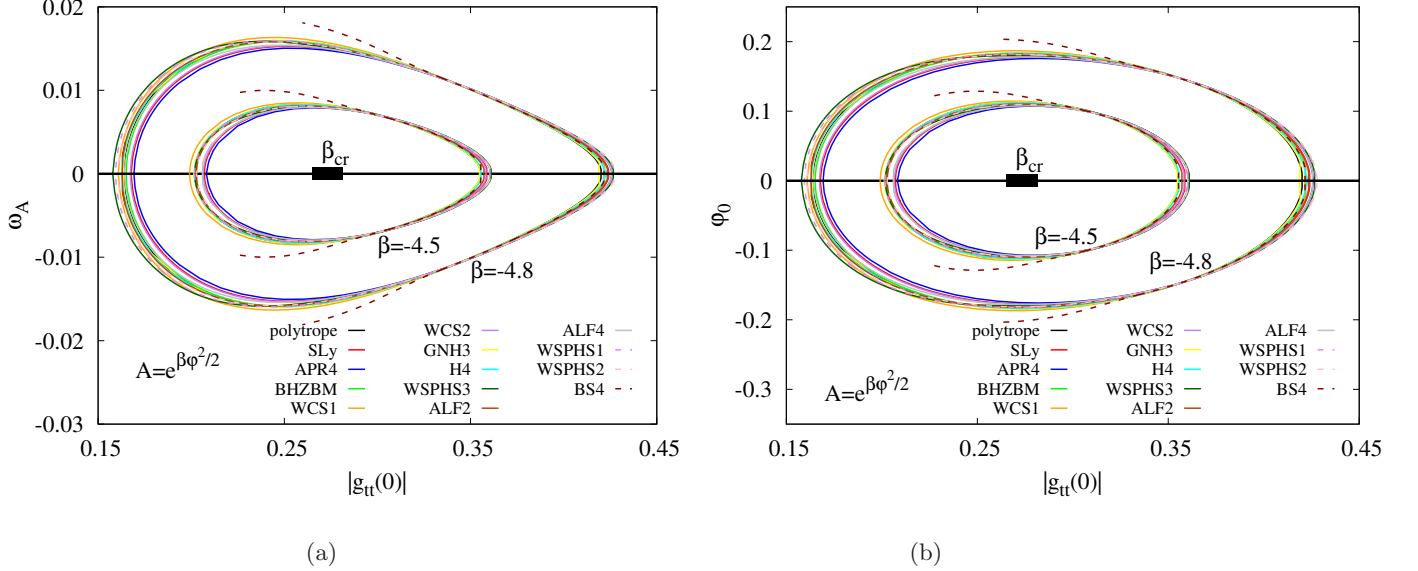 0.02
0.01
0
-0.01
-0.02
-0.03
ω_A
β_cr
β=-4.5
β=-4.8
A=e^{βφ²/2}
polytrope
SLy
APR4
BHZBM
WCS1
WCS2
GNH3
H4
WSPHS3
ALF2
ALF4
WSPHS1
WSPHS2
BS4
0.15 0.25 0.35 0.45
|g_tt(0)|
(a)
0.2
0.1
0
-0.1
-0.2
-0.3
φ_0
β_cr
β=-4.5
β=-4.8
A=e^{βφ²/2}
polytrope
SLy
APR4
BHZBM
WCS1
WCS2
GNH3
H4
WSPHS3
ALF2
ALF4
WSPHS1
WSPHS2
BS4
0.15 0.25 0.35 0.45
|g_tt(0)|
(b)